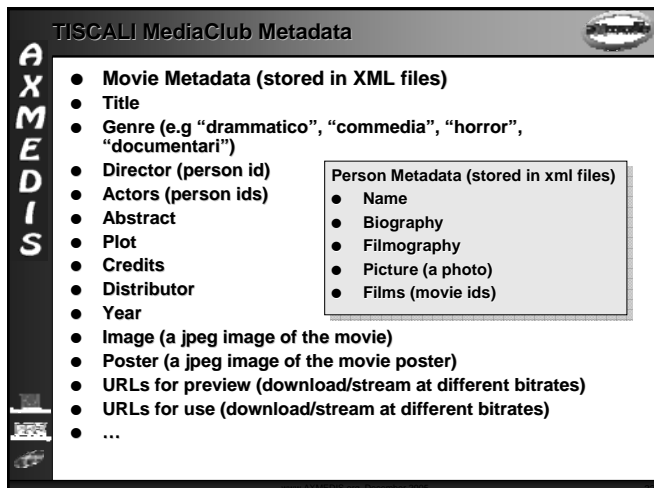 TISCALI MediaClub Metadata
AXMEDIS
● Movie Metadata (stored in XML files)
● Title
● Genre (e.g “drammatico”, “commedia”, “horror”,
“documentari”)
● Director (person id)
● Actors (person ids)
● Abstract
● Plot
● Credits
● Distributor
● Year
● Image (a jpeg image of the movie)
● Poster (a jpeg image of the movie poster)
● URLs for preview (download/stream at different bitrates)
● URLs for use (download/stream at different bitrates)
● …
Person Metadata (stored in xml files)
● Name
● Biography
● Filmography
● Picture (a photo)
● Films (movie ids)